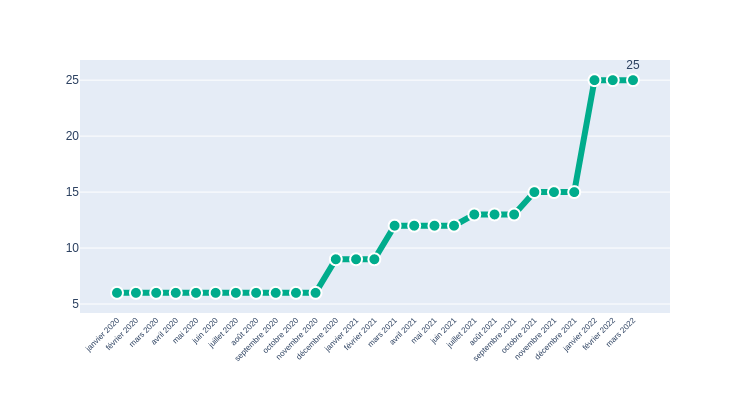 25
25
20
15
10
5
janvier 2020
février 2020
mars 2020
avril 2020
mai 2020
juin 2020
juillet 2020
août 2020
septembre 2020
octobre 2020
novembre 2020
décembre 2020
janvier 2021
février 2021
mars 2021
avril 2021
mai 2021
juin 2021
juillet 2021
août 2021
septembre 2021
octobre 2021
novembre 2021
décembre 2021
janvier 2022
février 2022
mars 2022